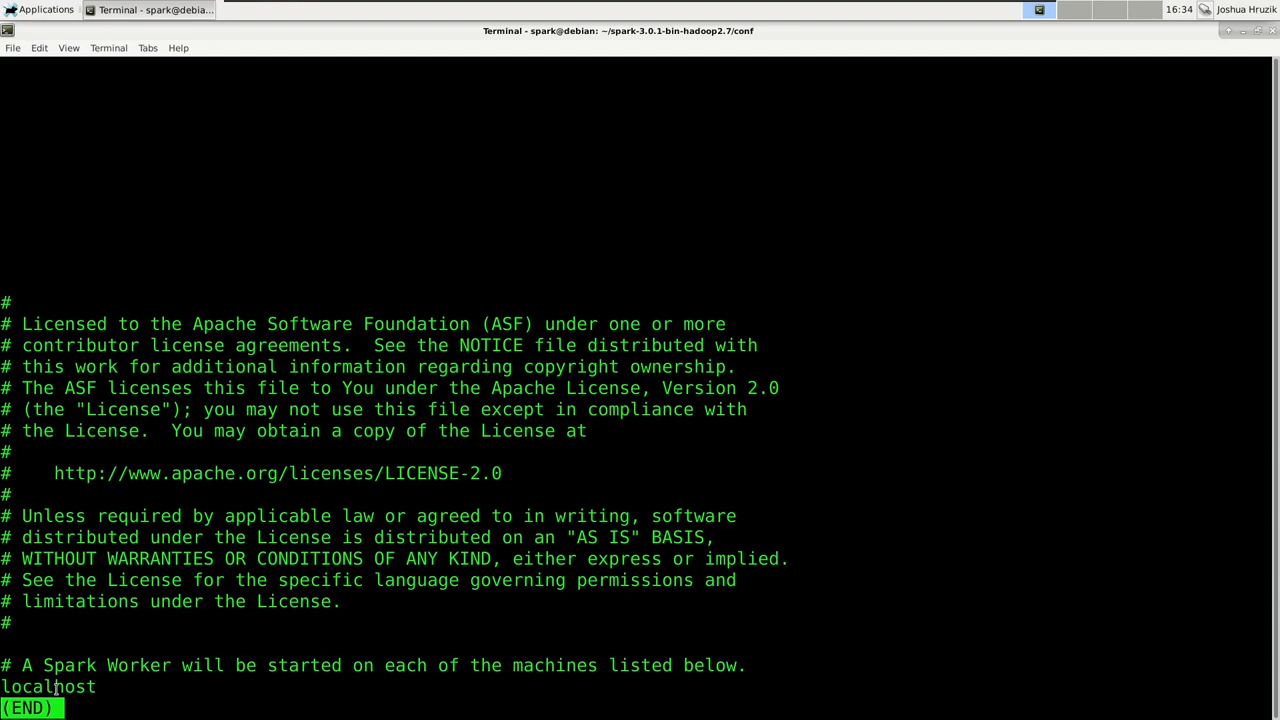 Applications
Terminal - spark@debia...
16:34
Joshua Hruzik
Terminal - spark@debian: ~/spark-3.0.1-bin-hadoop2.7/conf
File Edit View Terminal Tabs Help
#
# Licensed to the Apache Software Foundation (ASF) under one or more
# contributor license agreements.  See the NOTICE file distributed with
# this work for additional information regarding copyright ownership.
# The ASF licenses this file to You under the Apache License, Version 2.0
# (the "License"); you may not use this file except in compliance with
# the License.  You may obtain a copy of the License at
#
#    http://www.apache.org/licenses/LICENSE-2.0
#
# Unless required by applicable law or agreed to in writing, software
# distributed under the License is distributed on an "AS IS" BASIS,
# WITHOUT WARRANTIES OR CONDITIONS OF ANY KIND, either express or implied.
# See the License for the specific language governing permissions and
# limitations under the License.
#
# A Spark Worker will be started on each of the machines listed below.
localhost
(END)